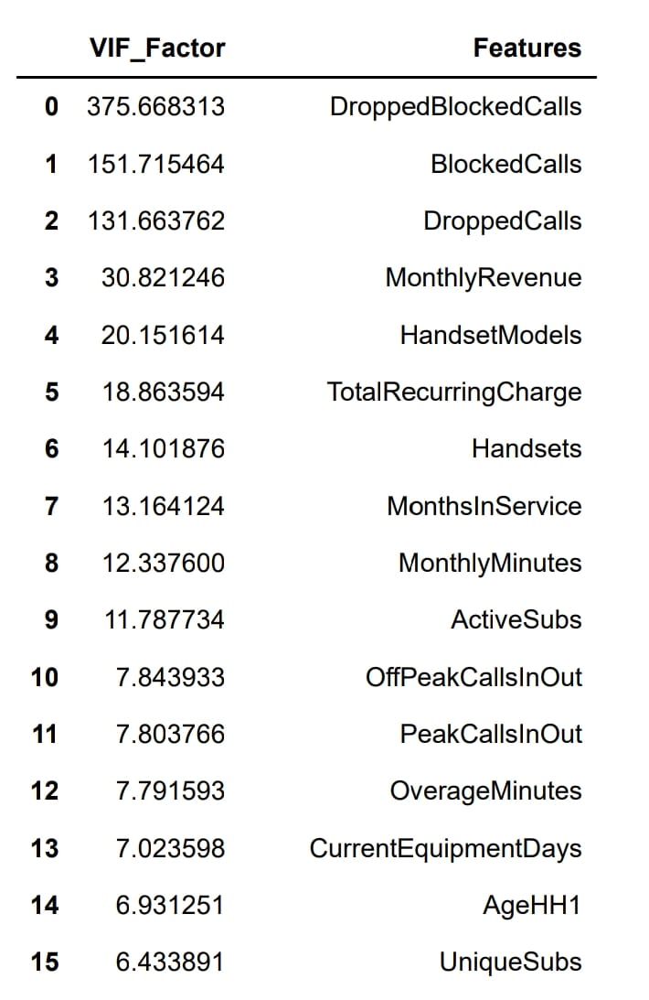 VIF_Factor Features
0 375.668313 DroppedBlockedCalls
1 151.715464 BlockedCalls
2 131.663762 DroppedCalls
3 30.821246 MonthlyRevenue
4 20.151614 HandsetModels
5 18.863594 TotalRecurringCharge
6 14.101876 Handsets
7 13.164124 MonthsInService
8 12.337600 MonthlyMinutes
9 11.787734 ActiveSubs
10 7.843933 OffPeakCallsInOut
11 7.803766 PeakCallsInOut
12 7.791593 OverageMinutes
13 7.023598 CurrentEquipmentDays
14 6.931251 AgeHH1
15 6.433891 UniqueSubs